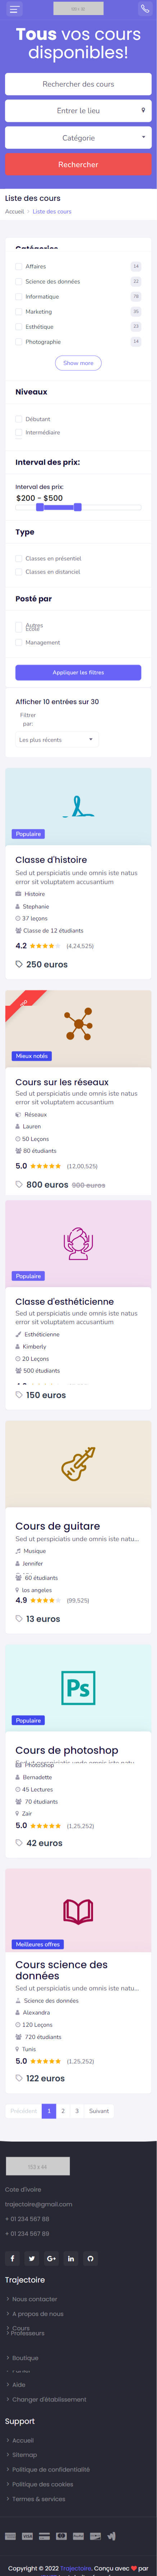 Tous vos cours
disponibles!
Rechercher des cours
Entrer le lieu
Catégorie
Rechercher
Liste des cours
Accueil > Liste des cours
Catégories
Affaires 14
Science des données 22
Informatique 78
Marketing 30
Esthétique 22
Photographie 14
Show more
Niveaux
Débutant
Intermédiaire
Interval des prix:
Interval des prix:
$200 - $500
Type
Classes en présentiel
Classes en distanciel
Posté par
Autres
École
Management
Appliquer les filtres
Afficher 10 entrées sur 30
Filtrer
par:
Les plus récents
Populaire
Classe d'histoire
Sed ut perspiciatis unde omnis iste natus
error sit voluptatem accusantium
Histoire
Stephanie
37 leçons
Classe de 12 étudiants
4.2 (4,24,525)
250 euros
Mieux notés
Cours sur les réseaux
Sed ut perspiciatis unde omnis iste natus
error sit voluptatem accusantium
Réseaux
Lauren
50 Leçons
80 étudiants
5.0 (12,00,525)
800 euros 900 euros
Populaire
Classe d'esthéticienne
Sed ut perspiciatis unde omnis iste natus
error sit voluptatem accusantium
Esthéticienne
Kimberly
20 Leçons
500 étudiants
150 euros
Cours de guitare
Sed ut perspiciatis unde omnis iste natu...
Musique
Jennifer
60 étudiants
los angeles
4.9 (99,525)
13 euros
Ps
Populaire
Cours de photoshop
Sed ut perspiciatis unde omnis iste natu...
PhotoShop
Bernadette
45 Lectures
70 étudiants
Zair
5.0 (1,25,252)
42 euros
Meilleures offres
Cours science des
données
Sed ut perspiciatis unde omnis iste natu...
Science des données
Alexandra
120 Leçons
720 étudiants
Tunis
5.0 (1,25,252)
122 euros
Précédent 1 2 3 Suivant
Cote d'ivoire
trajectoire@gmail.com
+ 01 234 567 88
+ 01 234 567 89
Trajectoire
Nous contacter
A propos de nous
Cours
Professeurs
Boutique
Aide
Changer d'établissement
Support
Accueil
Sitemap
Politique de confidentialité
Politique des cookies
Termes & services
VISA
Copyright © 2022 Trajectoire. Conçu avec ❤ par